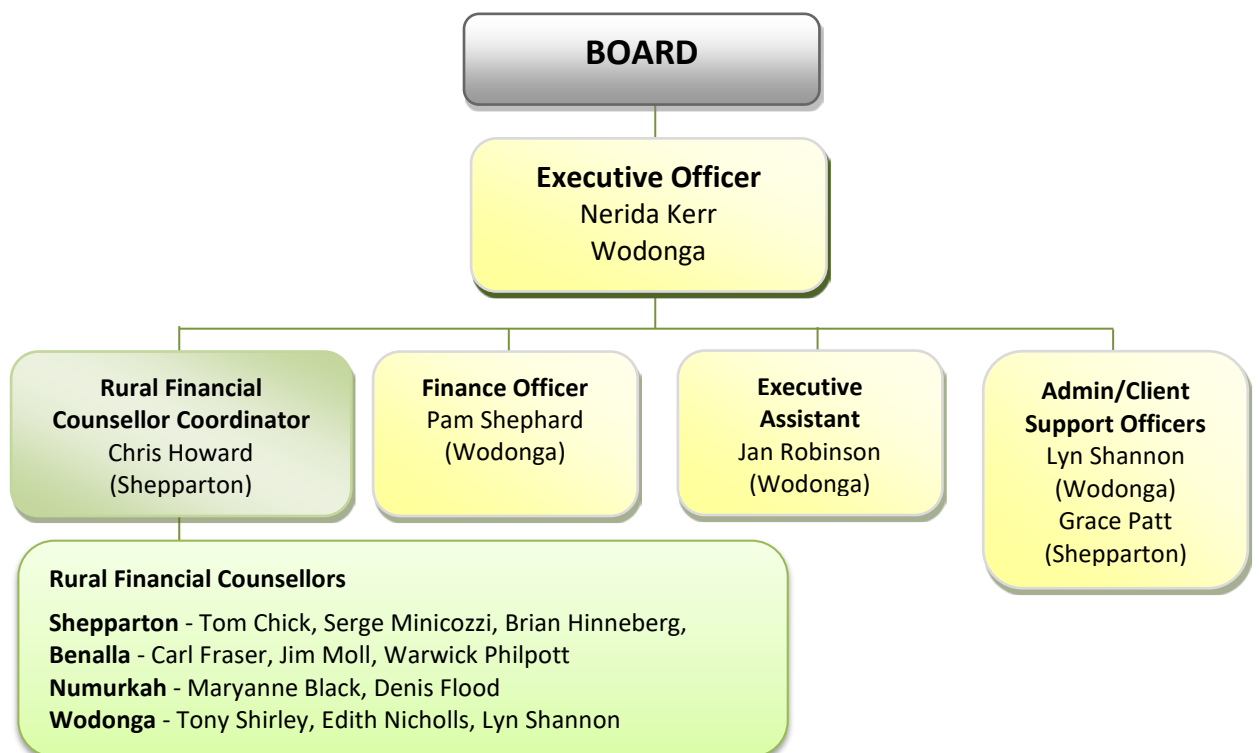 BOARD
Executive Officer
Nerida Kerr
Wodonga
Rural Financial
Counsellor Coordinator
Chris Howard
(Shepparton)
Finance Officer
Pam Shephard
(Wodonga)
Executive
Assistant
Jan Robinson
(Wodonga)
Admin/Client
Support Officers
Lyn Shannon
(Wodonga)
Grace Patt
(Shepparton)
Rural Financial Counsellors
Shepparton - Tom Chick, Serge Minicozzi, Brian Hinneberg,
Benalla - Carl Fraser, Jim Moll, Warwick Philpott
Numurkah - Maryanne Black, Denis Flood
Wodonga - Tony Shirley, Edith Nicholls, Lyn Shannon